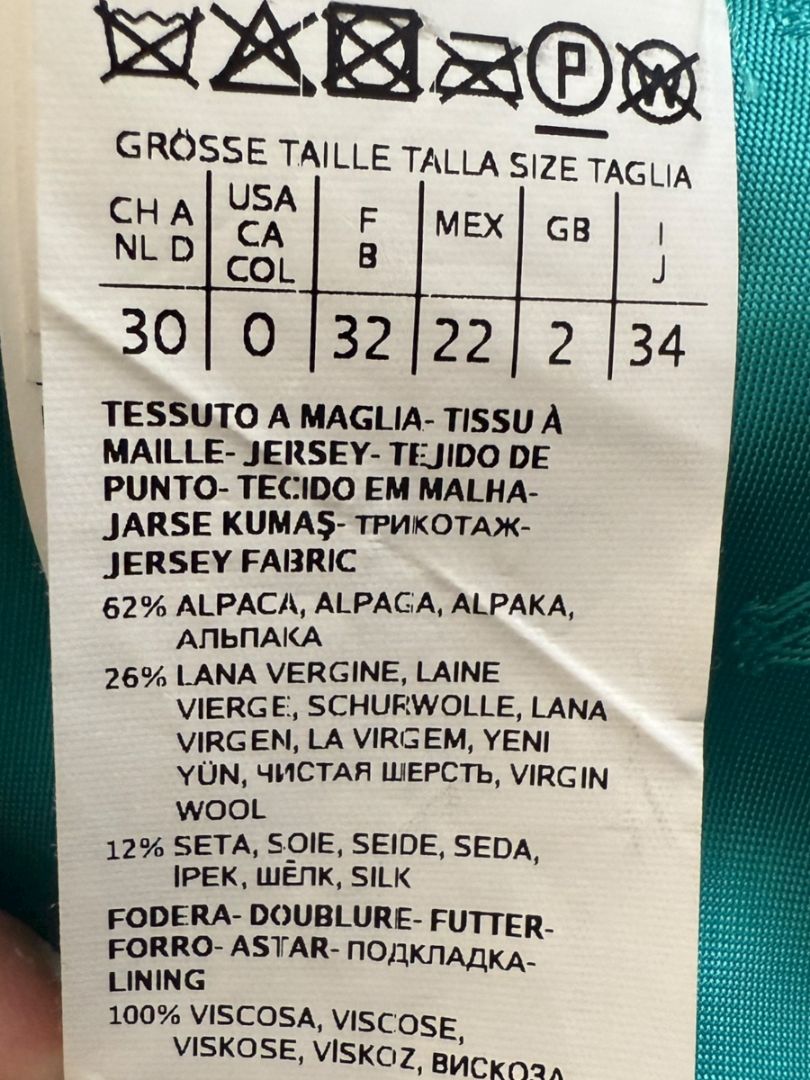 P W
GRÖSSE TAILLE TALLA SIZE TAGLIA
CH A NL D USA CA COL F B MEX GB I J
30 0 32 22 2 34
TESSUTO A MAGLIA- TISSU À
MAILLE- JERSEY- TEJIDO DE
PUNTO- TECIDO EM MALHA-
JARSE KUMAŞ- ТРИКОТАЖ-
JERSEY FABRIC
62% ALPACA, ALPAGA, ALPAKA,
АЛЬПАКА
26% LANA VERGINE, LAINE
VIERGE, SCHURWOLLE, LANA
VIRGEN, LA VIRGEM, YENI
YÜN, ЧИСТАЯ ШЕРСТЬ, VIRGIN
WOOL
12% SETA, SOIE, SEIDE, SEDA,
İPEK, ШЁЛК, SILK
FODERA- DOUBLURE- FUTTER-
FORRO- ASTAR- ПОДКЛАДКА-
LINING
100% VISCOSA, VISCOSE,
VISKOSE, VİSKOZ, ВИСКОЗА